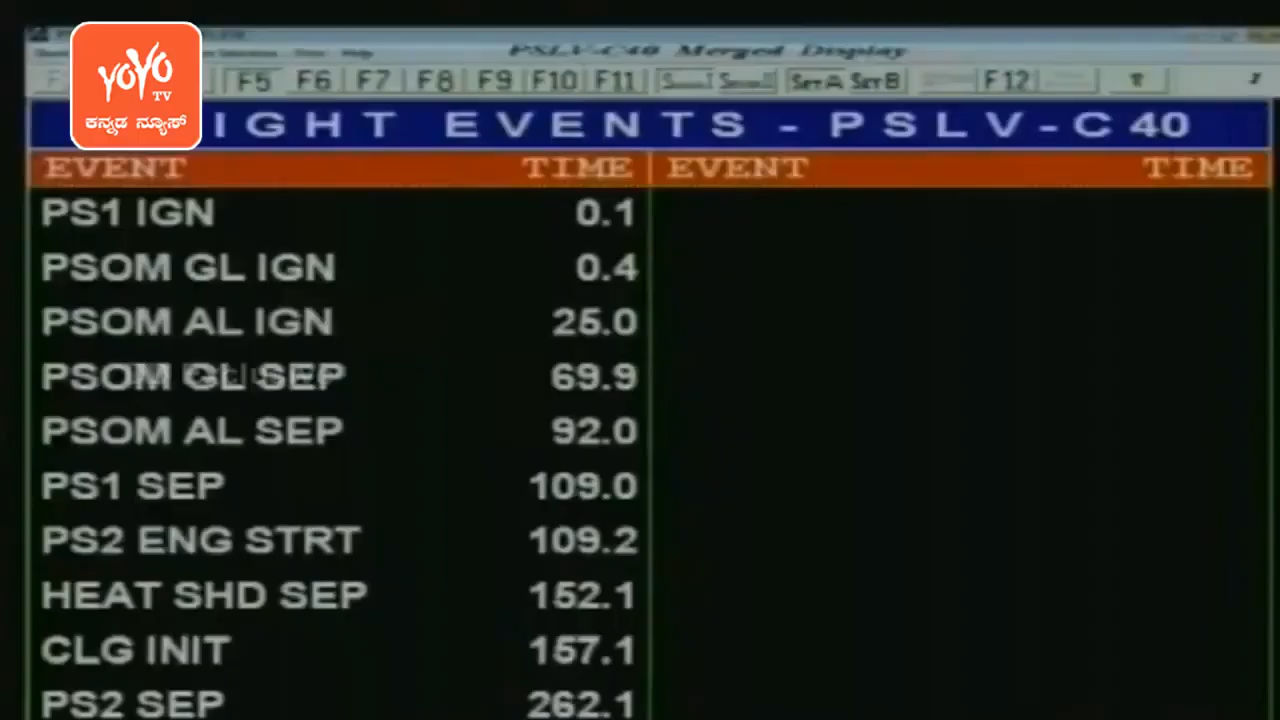 YOYO
TV
ಕನ್ನಡ ನ್ಯೂಸ್
PSLV-C40 Merged Display
F5 F6 F7 F8 F9 F10 F11 SET A SET B F12
IGHT EVENTS - PSLV-C40
EVENT TIME EVENT TIME
PS1 IGN 0.1
PSOM GL IGN 0.4
PSOM AL IGN 25.0
PSOM GL SEP 69.9
PSOM AL SEP 92.0
PS1 SEP 109.0
PS2 ENG STRT 109.2
HEAT SHD SEP 152.1
CLG INIT 157.1
PS2 SEP 262.1